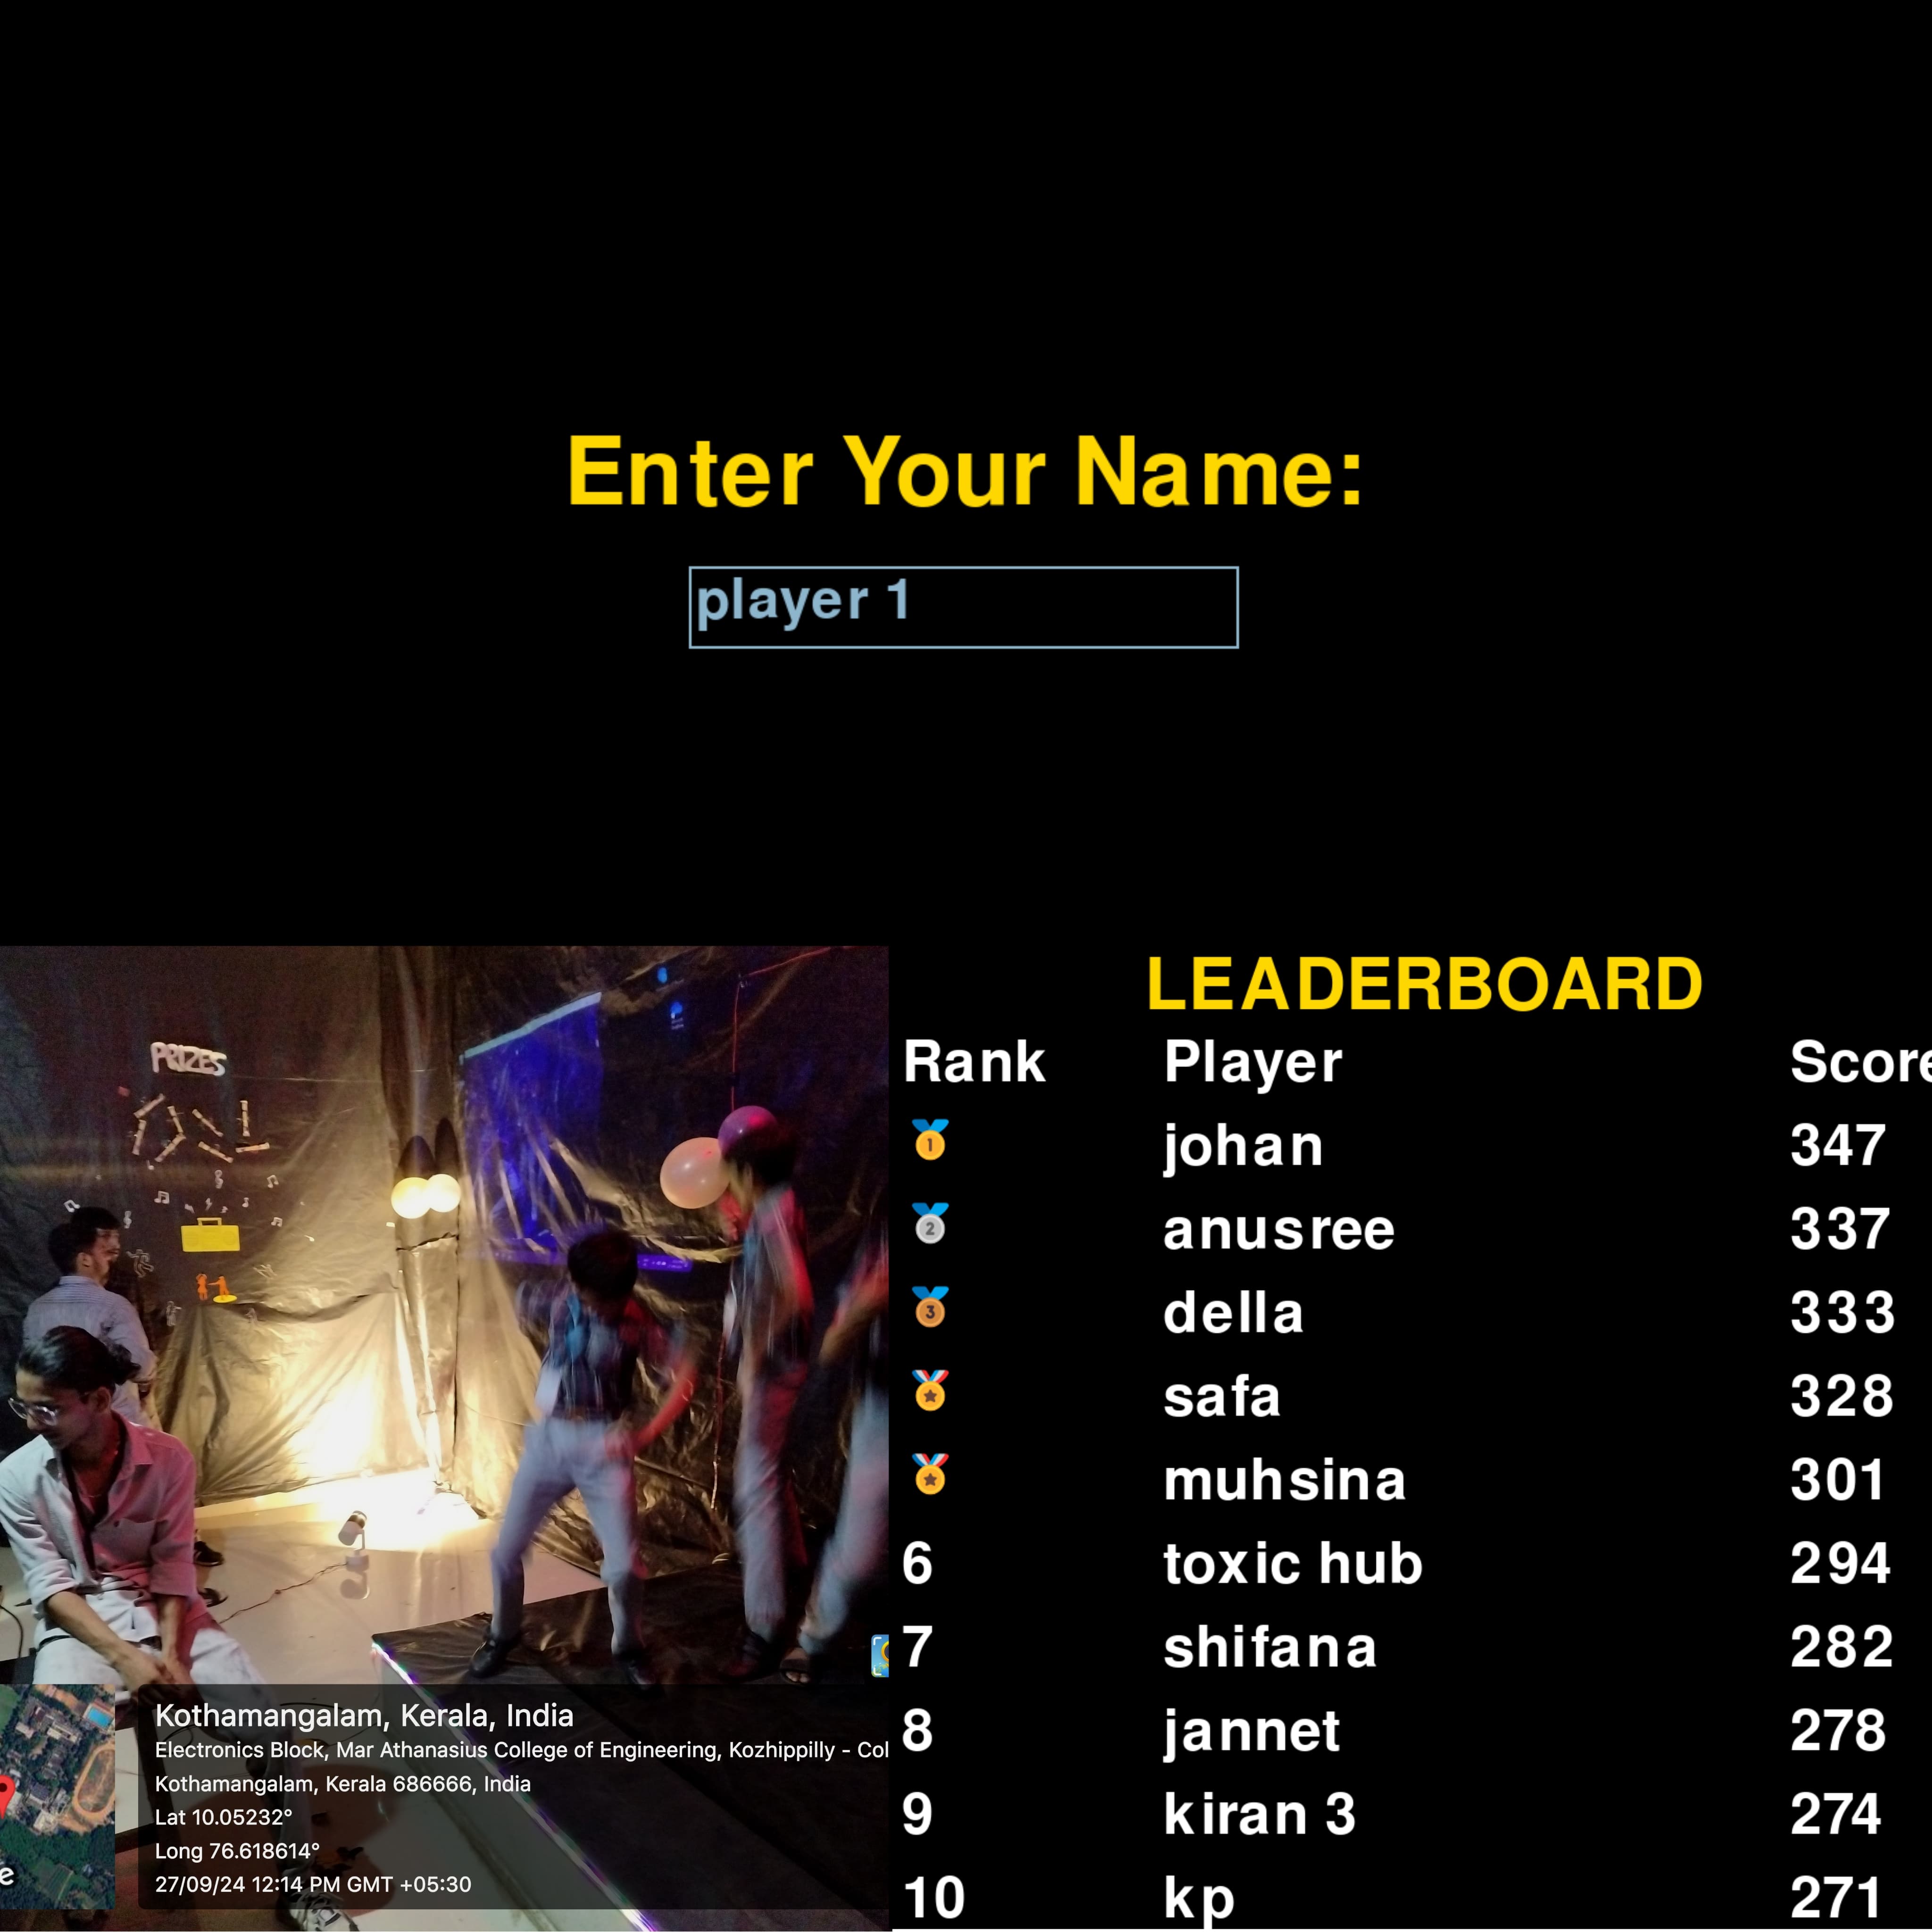 Enter Your Name:
player 1
PRIZES
Kothamangalam, Kerala, India
Electronics Block, Mar Athanasius College of Engineering, Kozhippilly - Col
Kothamangalam, Kerala 686666, India
Lat 10.05232°
Long 76.618614°
27/09/24 12:14 PM GMT +05:30
LEADERBOARD
Rank Player Score
1 johan 347
2 anusree 337
3 della 333
safa 328
muhsina 301
6 toxic hub 294
7 shifana 282
8 jannet 278
9 kiran 3 274
10 kp 271